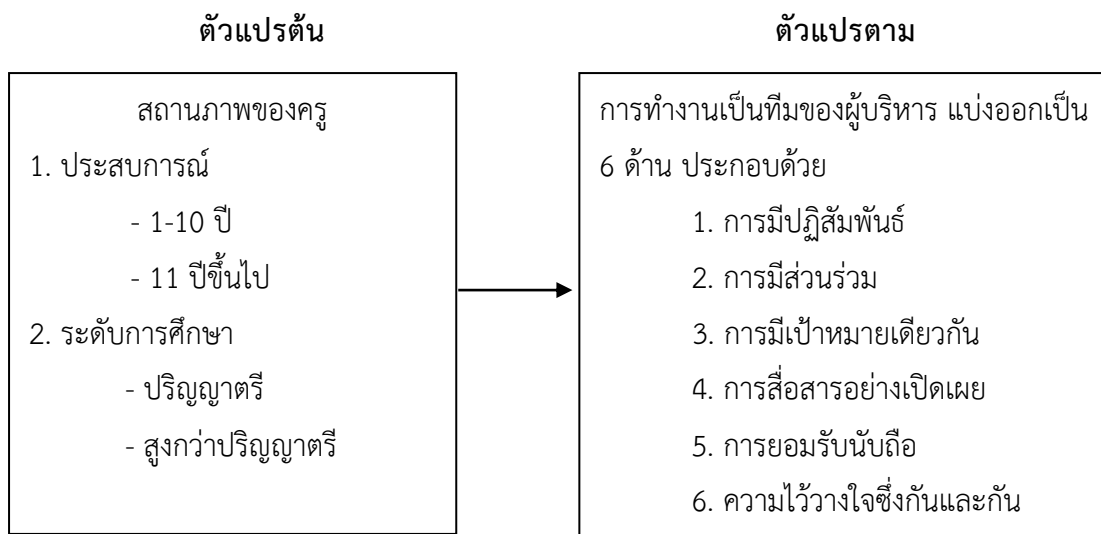 ตัวแปรต้น
สถานภาพของครู
1. ประสบการณ์
- 1-10 ปี
- 11 ปีขึ้นไป
2. ระดับการศึกษา
- ปริญญาตรี
- สูงกว่าปริญญาตรี
ตัวแปรตาม
การทำงานเป็นทีมของผู้บริหาร แบ่งออกเป็น
6 ด้าน ประกอบด้วย
1. การมีปฏิสัมพันธ์
2. การมีส่วนร่วม
3. การมีเป้าหมายเดียวกัน
4. การสื่อสารอย่างเปิดเผย
5. การยอมรับนับถือ
6. ความไว้วางใจซึ่งกันและกัน